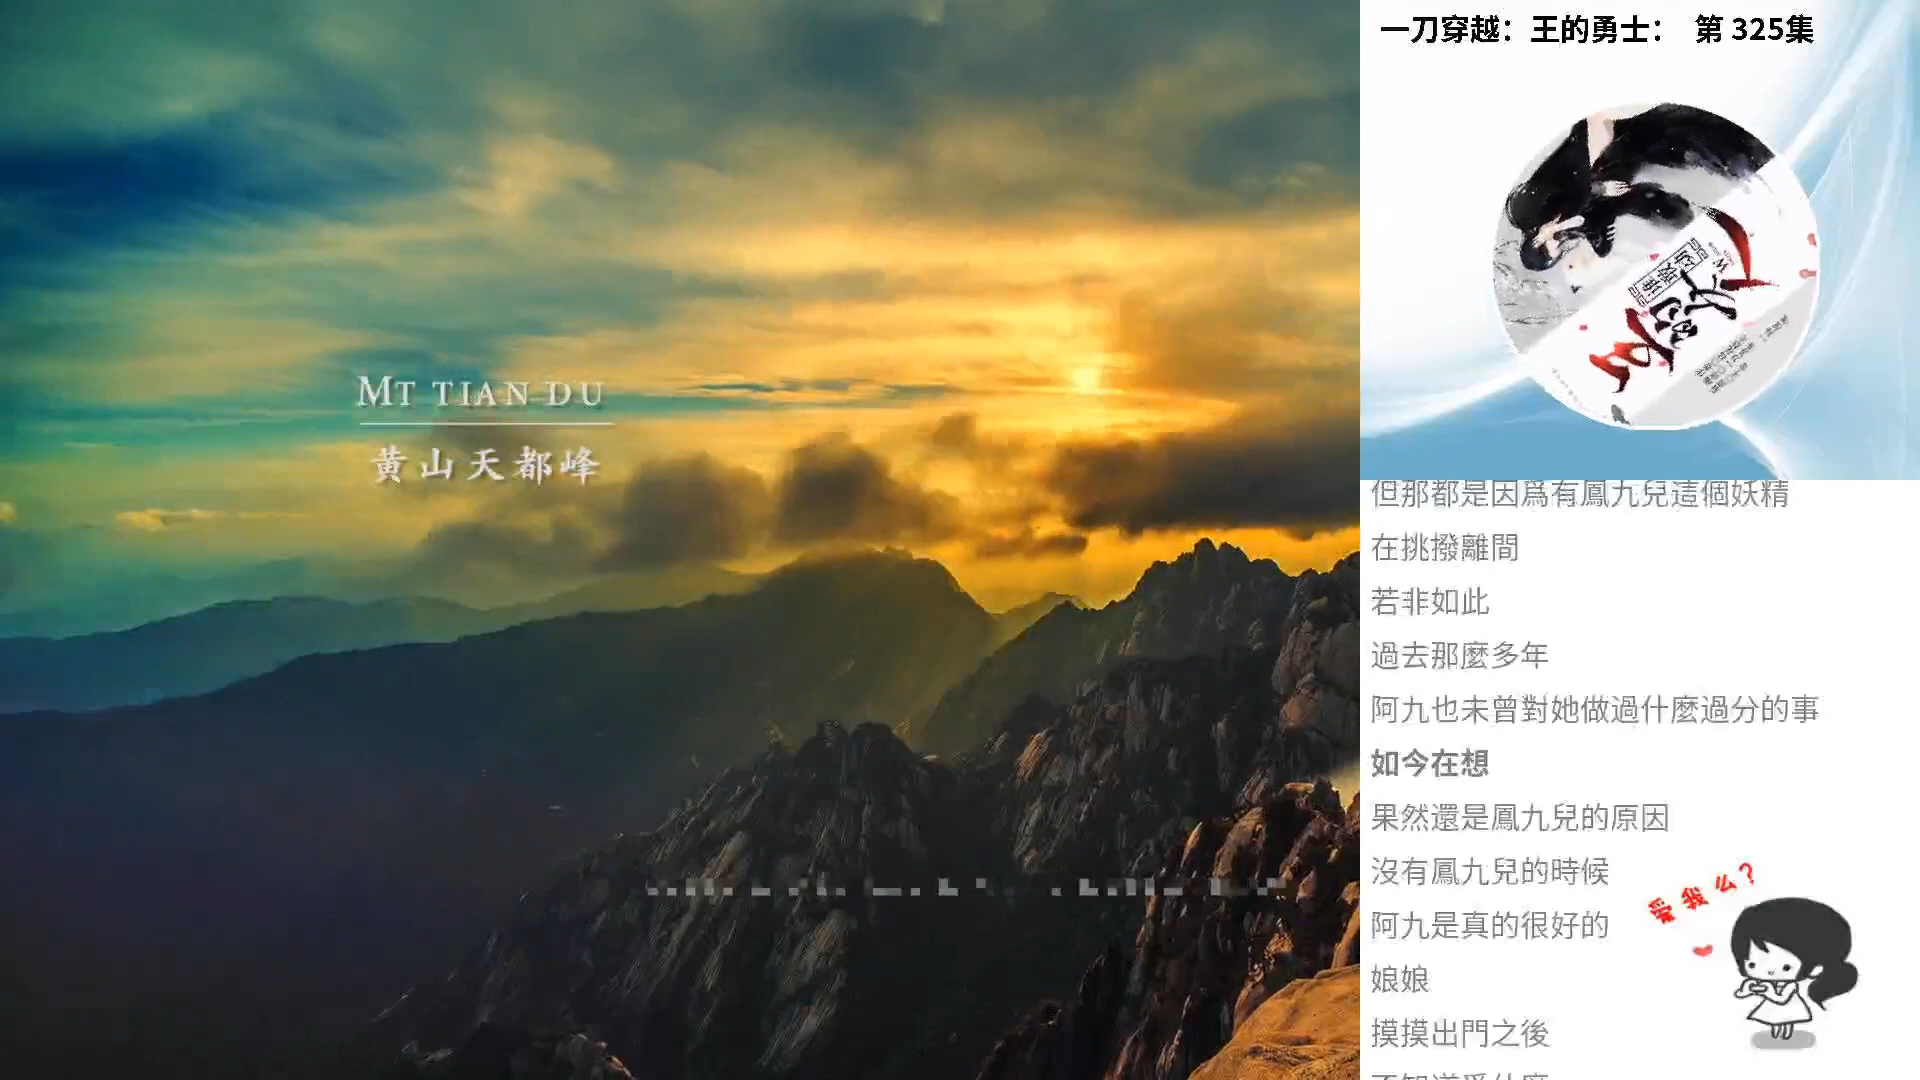 MT TIAN DU
黄山天都峰
一刀穿越：王的勇士： 第 325集
但那都是因爲有鳳九兒這個妖精
在挑撥離間
若非如此
過去那麼多年
阿九也未曾對她做過什麼過分的事
如今在想
果然還是鳳九兒的原因
沒有鳳九兒的時候
阿九是真的很好的
娘娘
摸摸出門之後
爱我么？